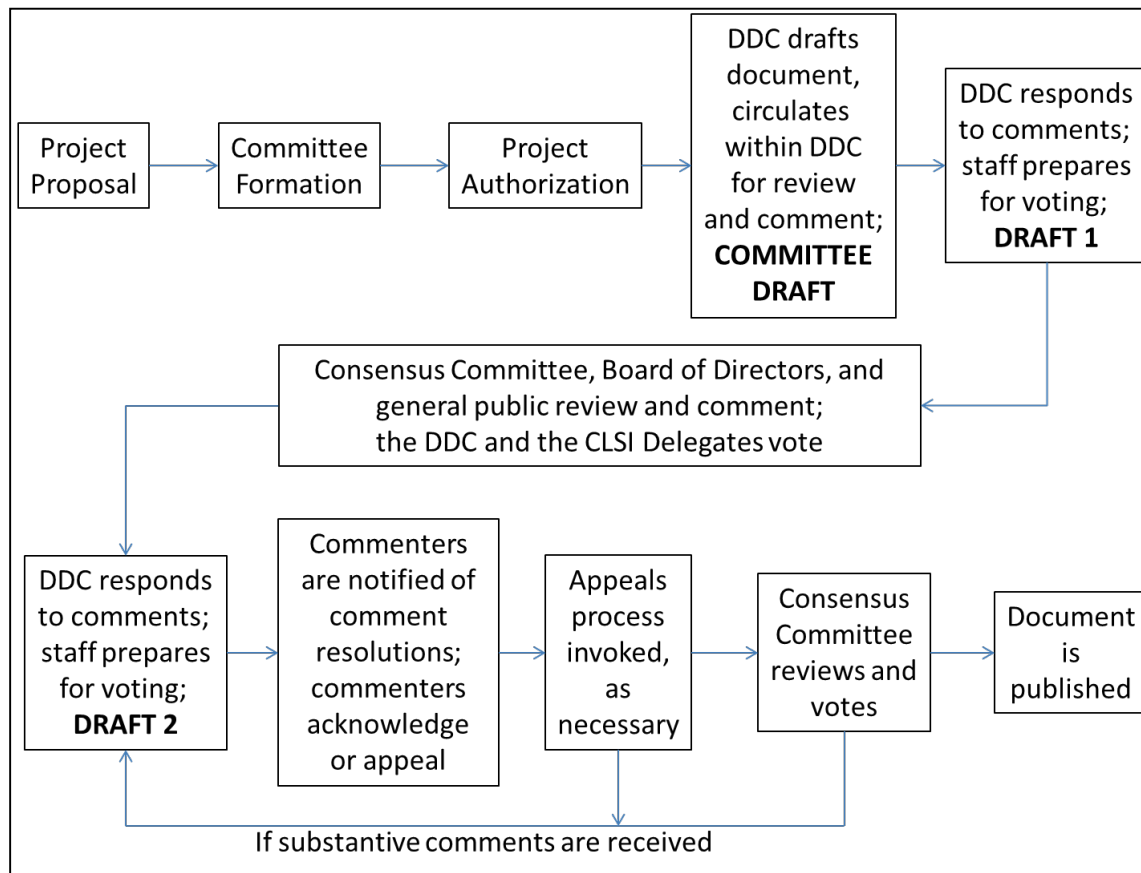 Project
Proposal
Committee
Formation
Project
Authorization
DDC drafts
document,
circulates
within DDC
for review
and comment;
COMMITTEE
DRAFT
DDC responds
to comments;
staff prepares
for voting;
DRAFT 1
Consensus Committee, Board of Directors, and
general public review and comment;
the DDC and the CLSI Delegates vote
DDC responds
to comments;
staff prepares
for voting;
DRAFT 2
Commenters
are notified of
comment
resolutions;
commenters
acknowledge
or appeal
Appeals
process
invoked,
as
necessary
Consensus
Committee
reviews and
votes
Document
is
published
If substantive comments are received